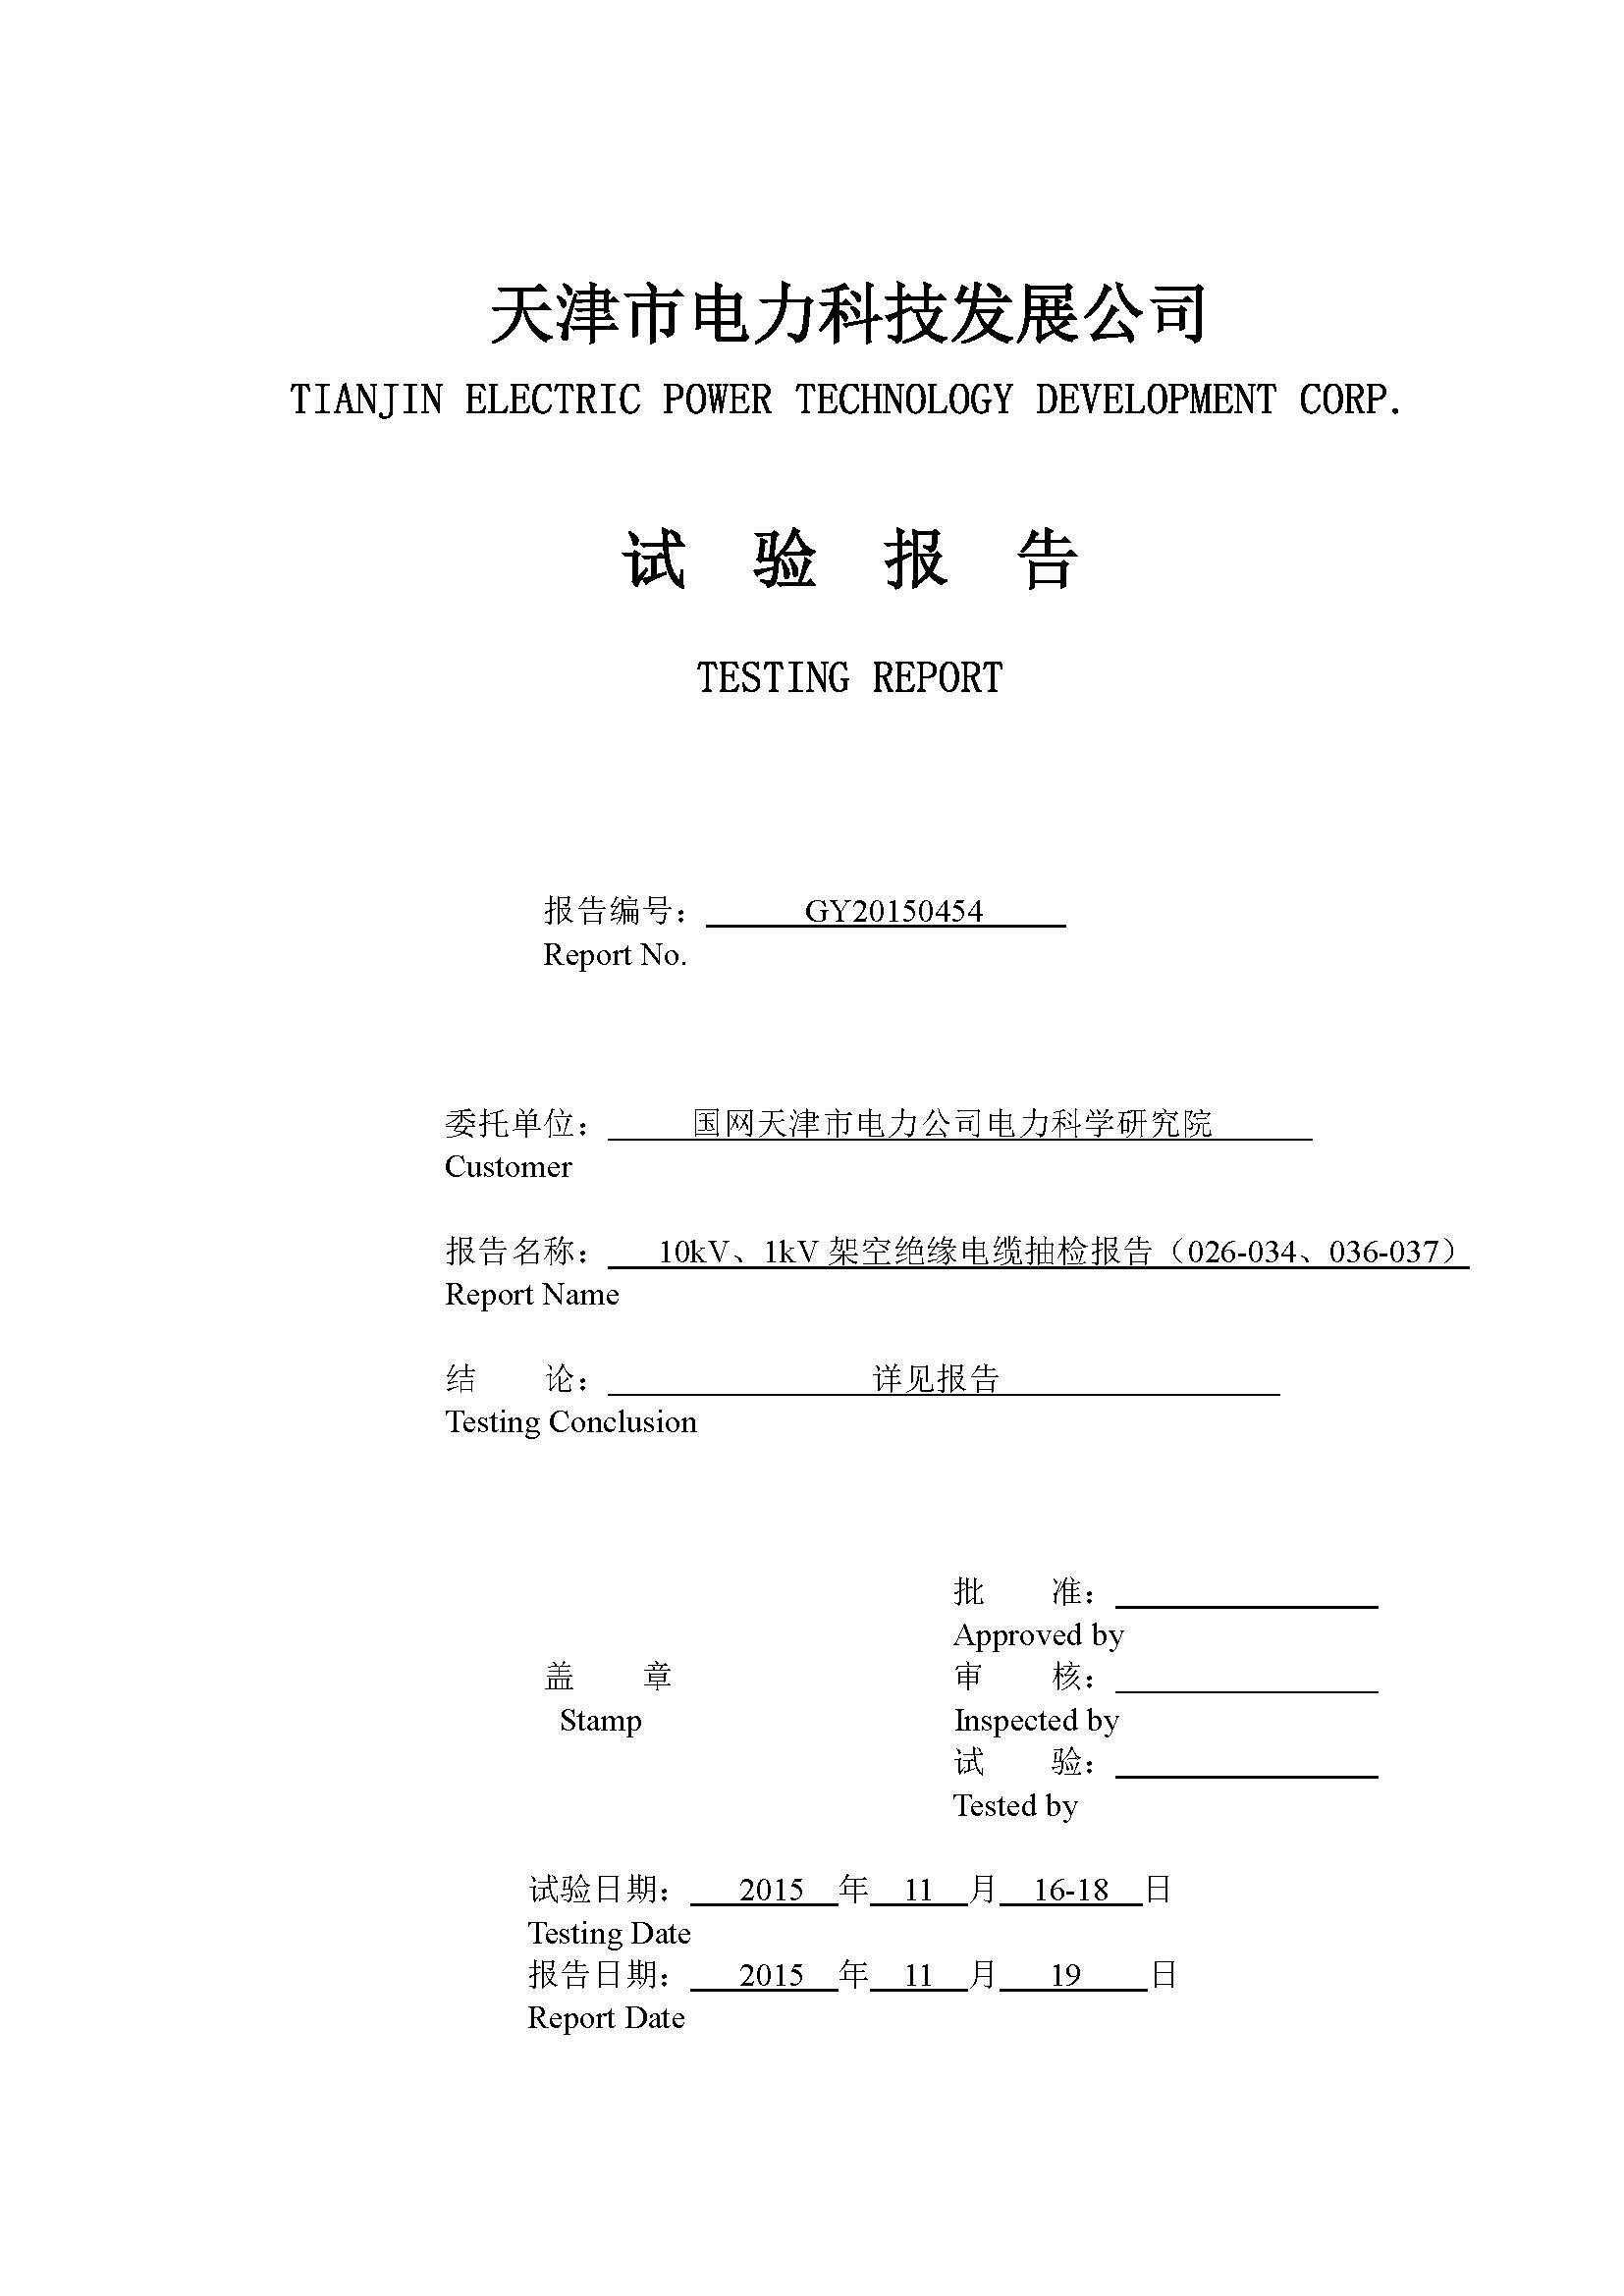 天津市电力科技发展公司
TIANJIN ELECTRIC POWER TECHNOLOGY DEVELOPMENT CORP.
试 验 报 告
TESTING REPORT
报告编号： GY20150454
Report No.
委托单位： 国网天津市电力公司电力科学研究院
Customer
报告名称： 10kV、1kV 架空绝缘电缆抽检报告（026-034、036-037）
Report Name
结 论： 详见报告
Testing Conclusion
批 准：
Approved by
盖 章 审 核：
Stamp Inspected by
试 验：
Tested by
试验日期： 2015 年 11 月 16-18 日
Testing Date
报告日期： 2015 年 11 月 19 日
Report Date